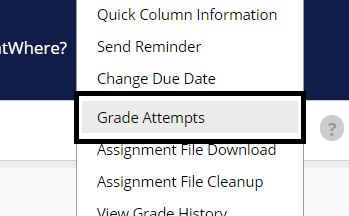 Quick Column Information
Send Reminder
ntWhere?
Change Due Date
Grade Attempts
?
Assignment File Download
Assignment File Cleanup
View Grade History